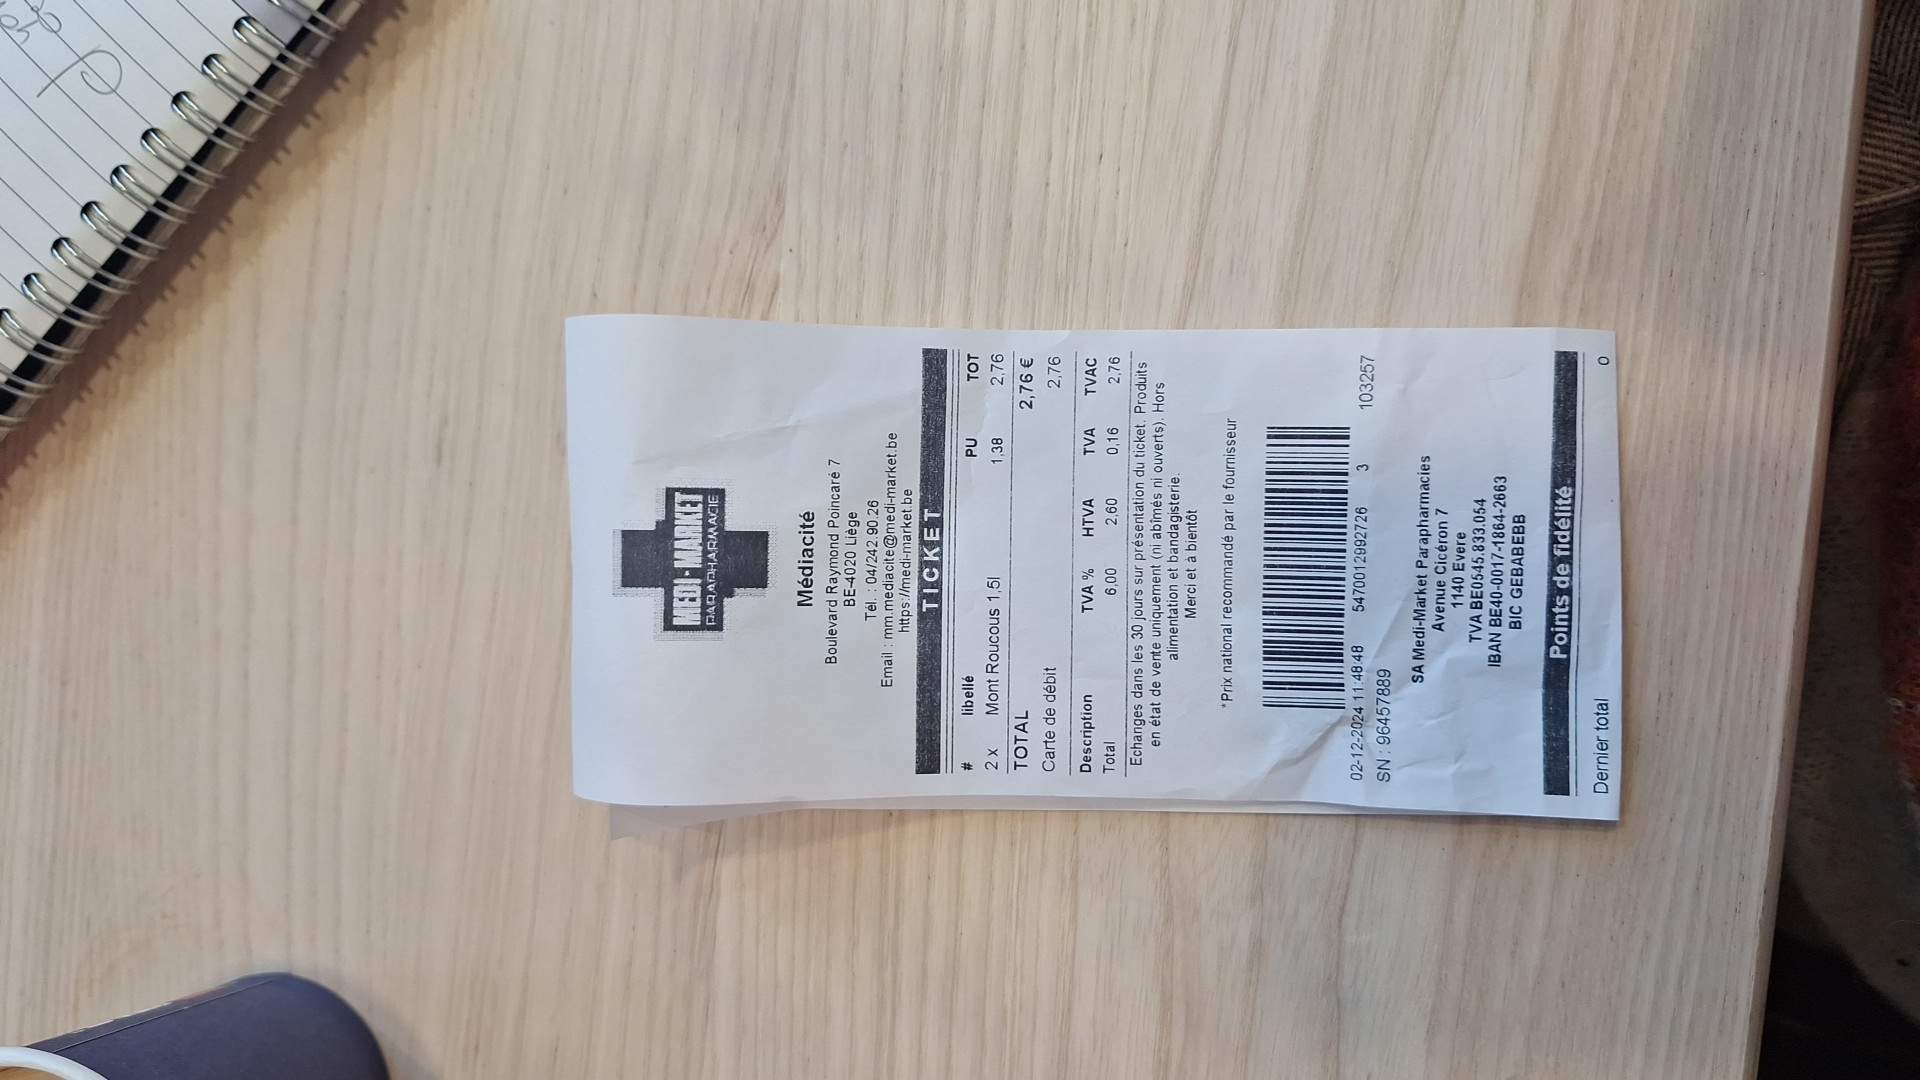 MEDI-MARKET
PARAPHARMACIE
Médiacité
Boulevard Raymond Poincaré 7
BE-4020 Liège
Tél. : 04/242.90.26
Email : mm.mediacite@medi-market.be
https://medi-market.be
TICKET
# libellé PU TOT
2 x Mont Roucous 1,5l 1,38 2,76
TOTAL 2,76 €
Carte de débit 2,76
Description TVA % HTVA TVA TVAC
Total 6,00 2,60 0,16 2,76
Echanges dans les 30 jours sur présentation du ticket. Produits
en état de vente uniquement (ni abimés ni ouverts). Hors
alimentation et bandagisterie.
Merci et à bientôt
*Prix national recommandé par le fournisseur
02-12-2024 11:48:48 5470012992726 3 103257
SN : 96457889
SA Medi-Market Parapharmacies
Avenue Cicéron 7
1140 Evere
TVA BE0545.833.054
IBAN BE40-0017-1864-2663
BIC GEBABEBB
Points de fidélité
Dernier total 0